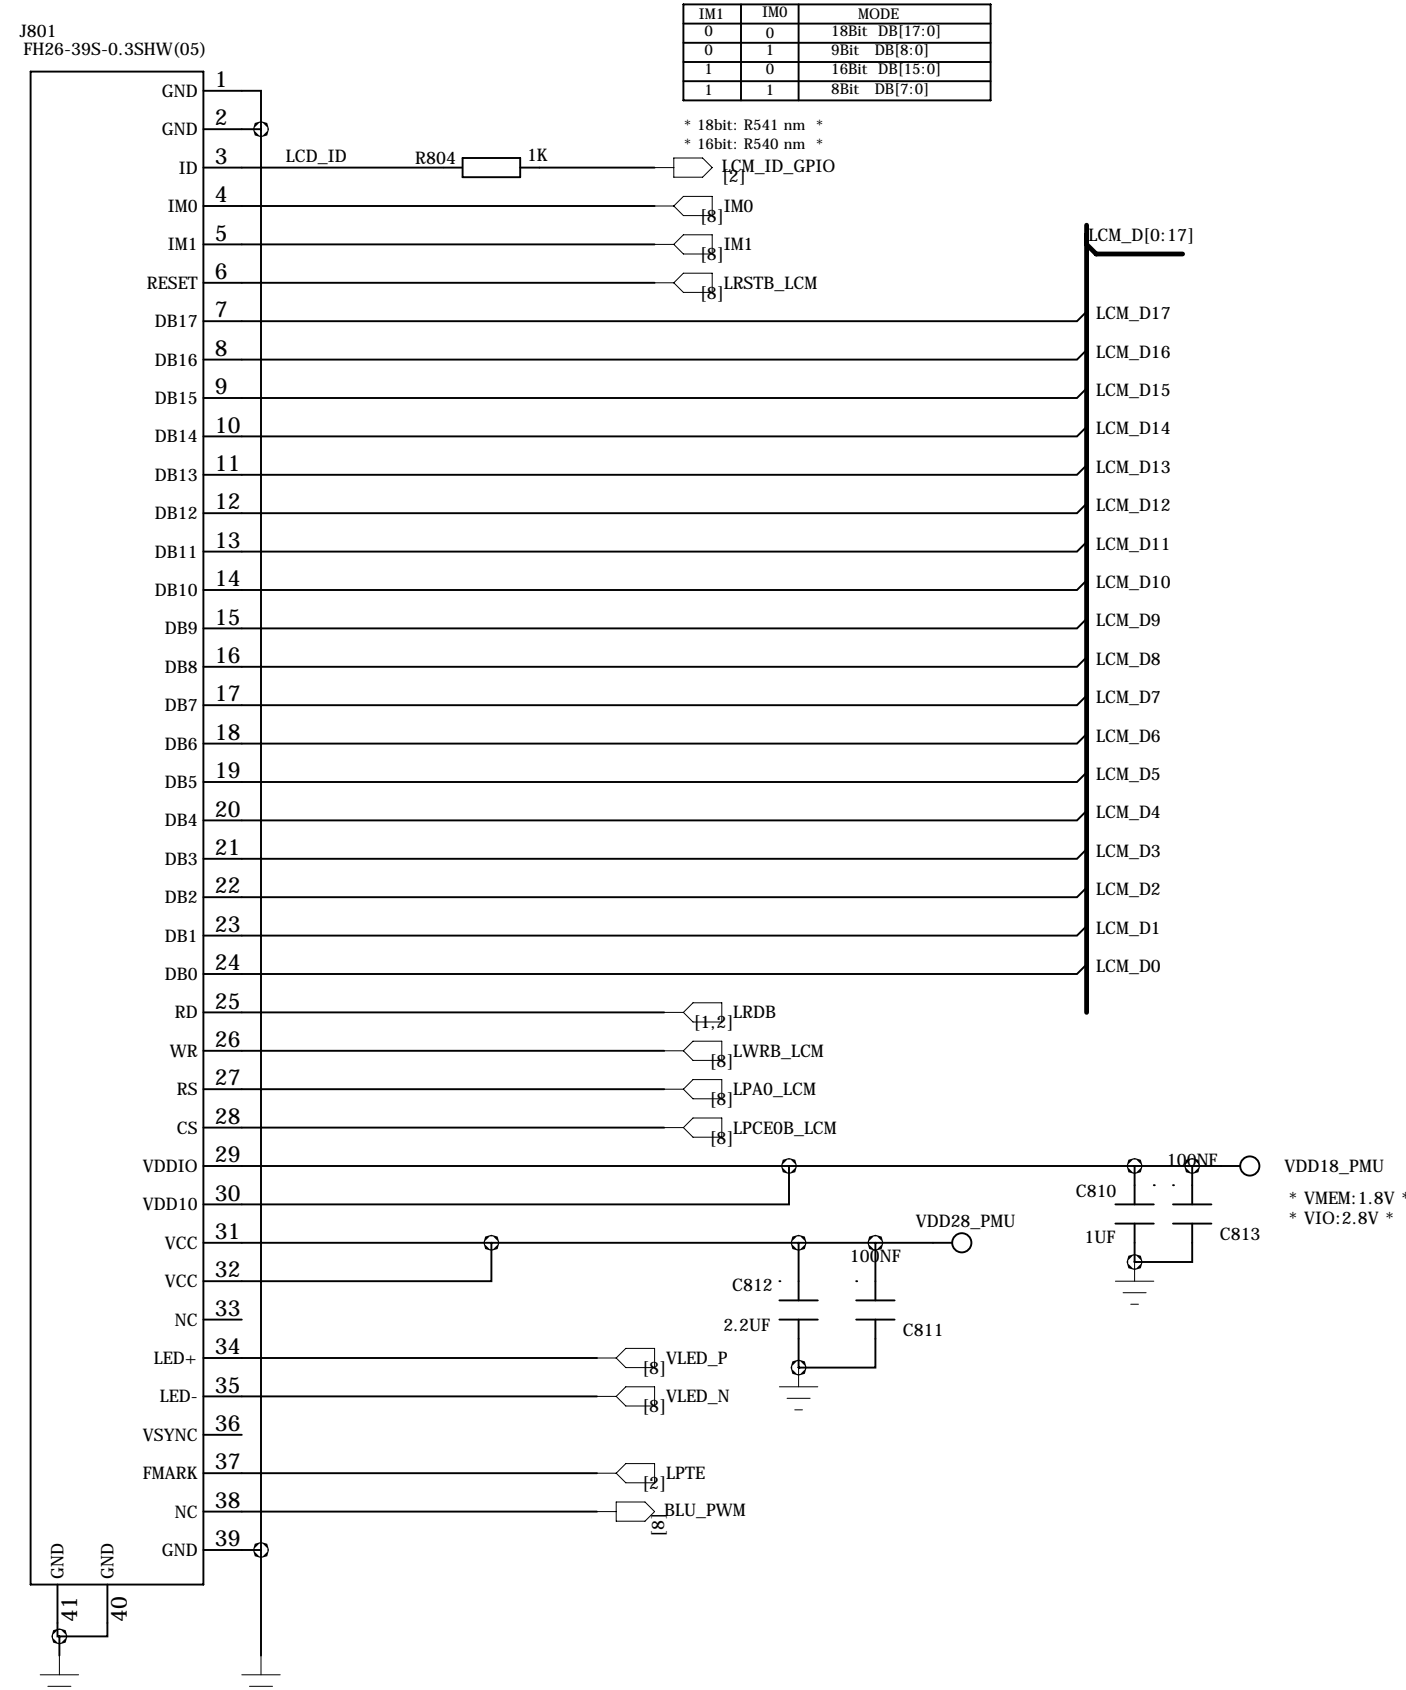 J801
FH26-39S-0.3SHW(05)
IM1 IM0 MODE
0 0 18Bit DB[17:0]
0 1 9Bit DB[8:0]
1 0 16Bit DB[15:0]
1 1 8Bit DB[7:0]
* 18bit: R541 nm *
* 16bit: R540 nm *
GND 1
GND 2
ID 3 LCD_ID R804 1K LCM_ID_GPIO
[2]
IM0 4 IM0
[8]
IM1 5 IM1
[8]
LCM_D[0:17]
RESET 6 LRSTB_LCM
[8]
DB17 7 LCM_D17
DB16 8 LCM_D16
DB15 9 LCM_D15
DB14 10 LCM_D14
DB13 11 LCM_D13
DB12 12 LCM_D12
DB11 13 LCM_D11
DB10 14 LCM_D10
DB9 15 LCM_D9
DB8 16 LCM_D8
DB7 17 LCM_D7
DB6 18 LCM_D6
DB5 19 LCM_D5
DB4 20 LCM_D4
DB3 21 LCM_D3
DB2 22 LCM_D2
DB1 23 LCM_D1
DB0 24 LCM_D0
RD 25 LRDB
[1,2]
WR 26 LWRB_LCM
[8]
RS 27 LPA0_LCM
[8]
CS 28 LPCE0B_LCM
[8]
VDDIO 29 100NF VDD18_PMU
VDD10 30 C810 * VMEM:1.8V *
* VIO:2.8V *
VCC 31 VDD28_PMU 1UF C813
100NF
VCC 32 C812
NC 33 2.2UF C811
LED+ 34 VLED_P
[8]
LED- 35 VLED_N
[8]
VSYNC 36
FMARK 37 LPTE
[2]
NC 38 BLU_PWM
[8]
GND 39
GND GND
41 40